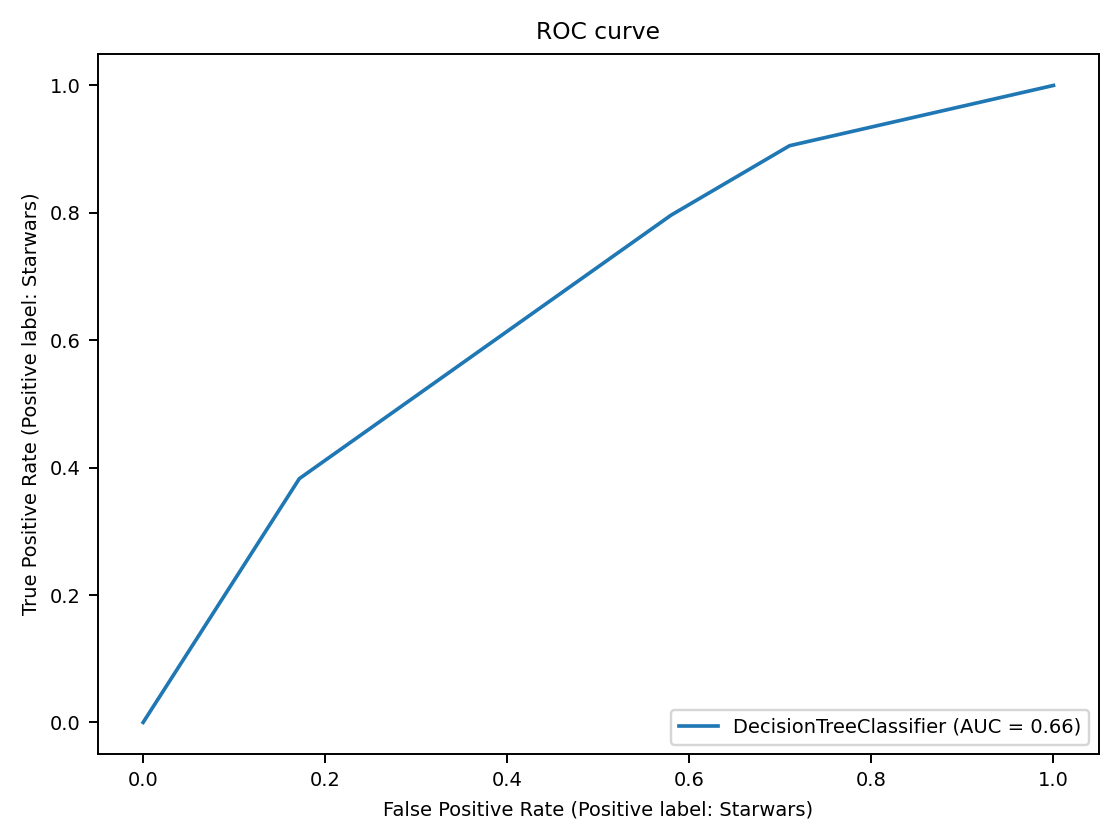 ROC curve
1.0
0.8
0.6
0.4
0.2
0.0
True Positive Rate (Positive label: Starwars)
DecisionTreeClassifier (AUC = 0.66)
0.0 0.2 0.4 0.6 0.8 1.0
False Positive Rate (Positive label: Starwars)